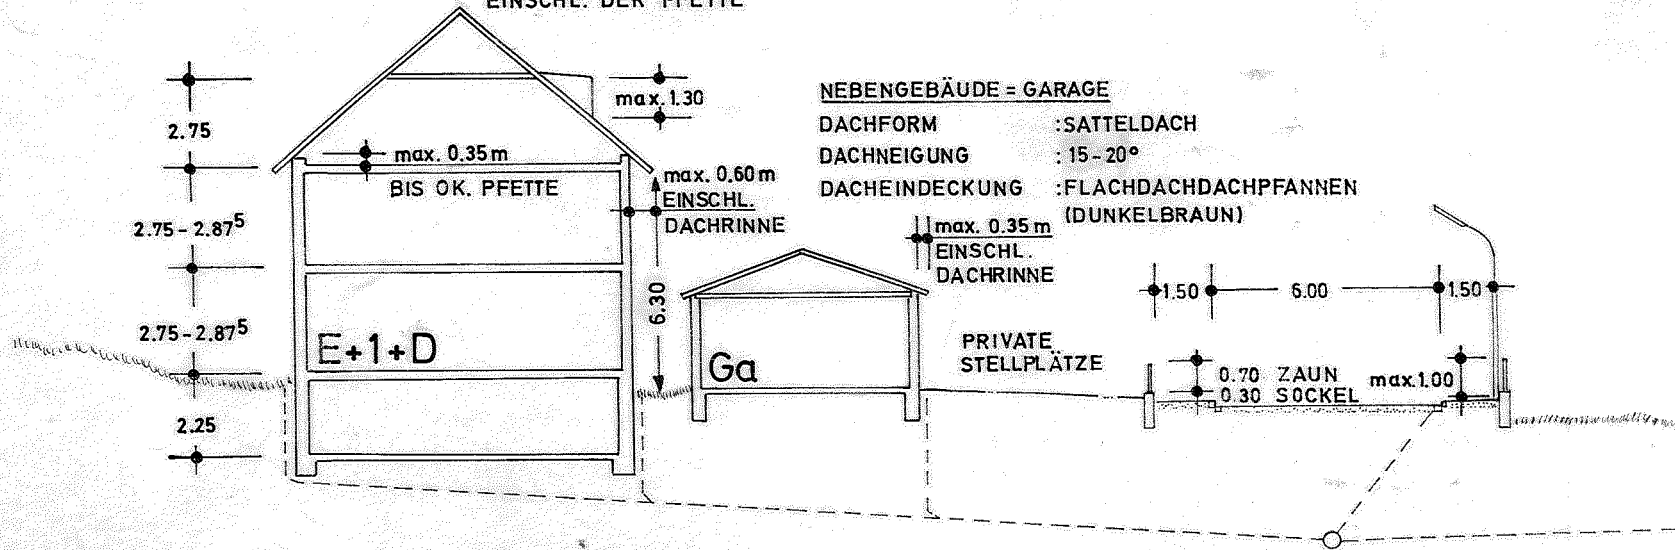 EINSCHL. DER PFETTE
2.75
2.75-2.87⁵
2.75-2.87⁵
2.25
max. 1.30
max. 0.35 m
BIS OK. PFETTE
max. 0.60 m
EINSCHL.
DACHRINNE
6.30
E+1+D
NEBENGEBÄUDE = GARAGE
DACHFORM :SATTELDACH
DACHNEIGUNG :15-20°
DACHEINDECKUNG :FLACHDACHDACHPFANNEN
(DUNKELBRAUN)
max. 0.35 m
EINSCHL.
DACHRINNE
Ga
PRIVATE
STELLPLÄTZE
1.50 6.00 1.50
0.70 ZAUN
0.30 SOCKEL
max.1.00